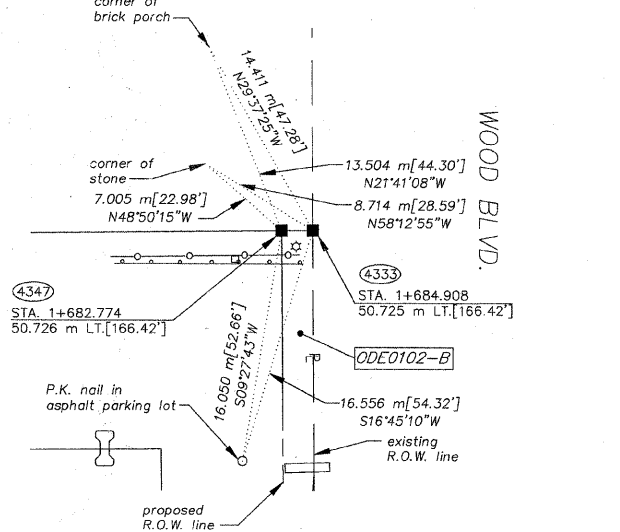 corner of
brick porch
14.411 m[47.28']
N29°37'25"W
WOOD BLVD.
corner of
stone
13.504 m[44.30']
N21°41'08"W
7.005 m[22.98']
N48°50'15"W
8.714 m[28.59']
N58°12'55"W
4347
STA. 1+682.774
50.726 m LT.[166.42']
4333
STA. 1+684.908
50.725 m LT.[166.42']
16.050 m[52.66']
S09°27'43"W
ODE0102-B
P.K. nail in
asphalt parking lot
16.556 m[54.32']
S16°45'10"W
existing
R.O.W. line
proposed
R.O.W. line